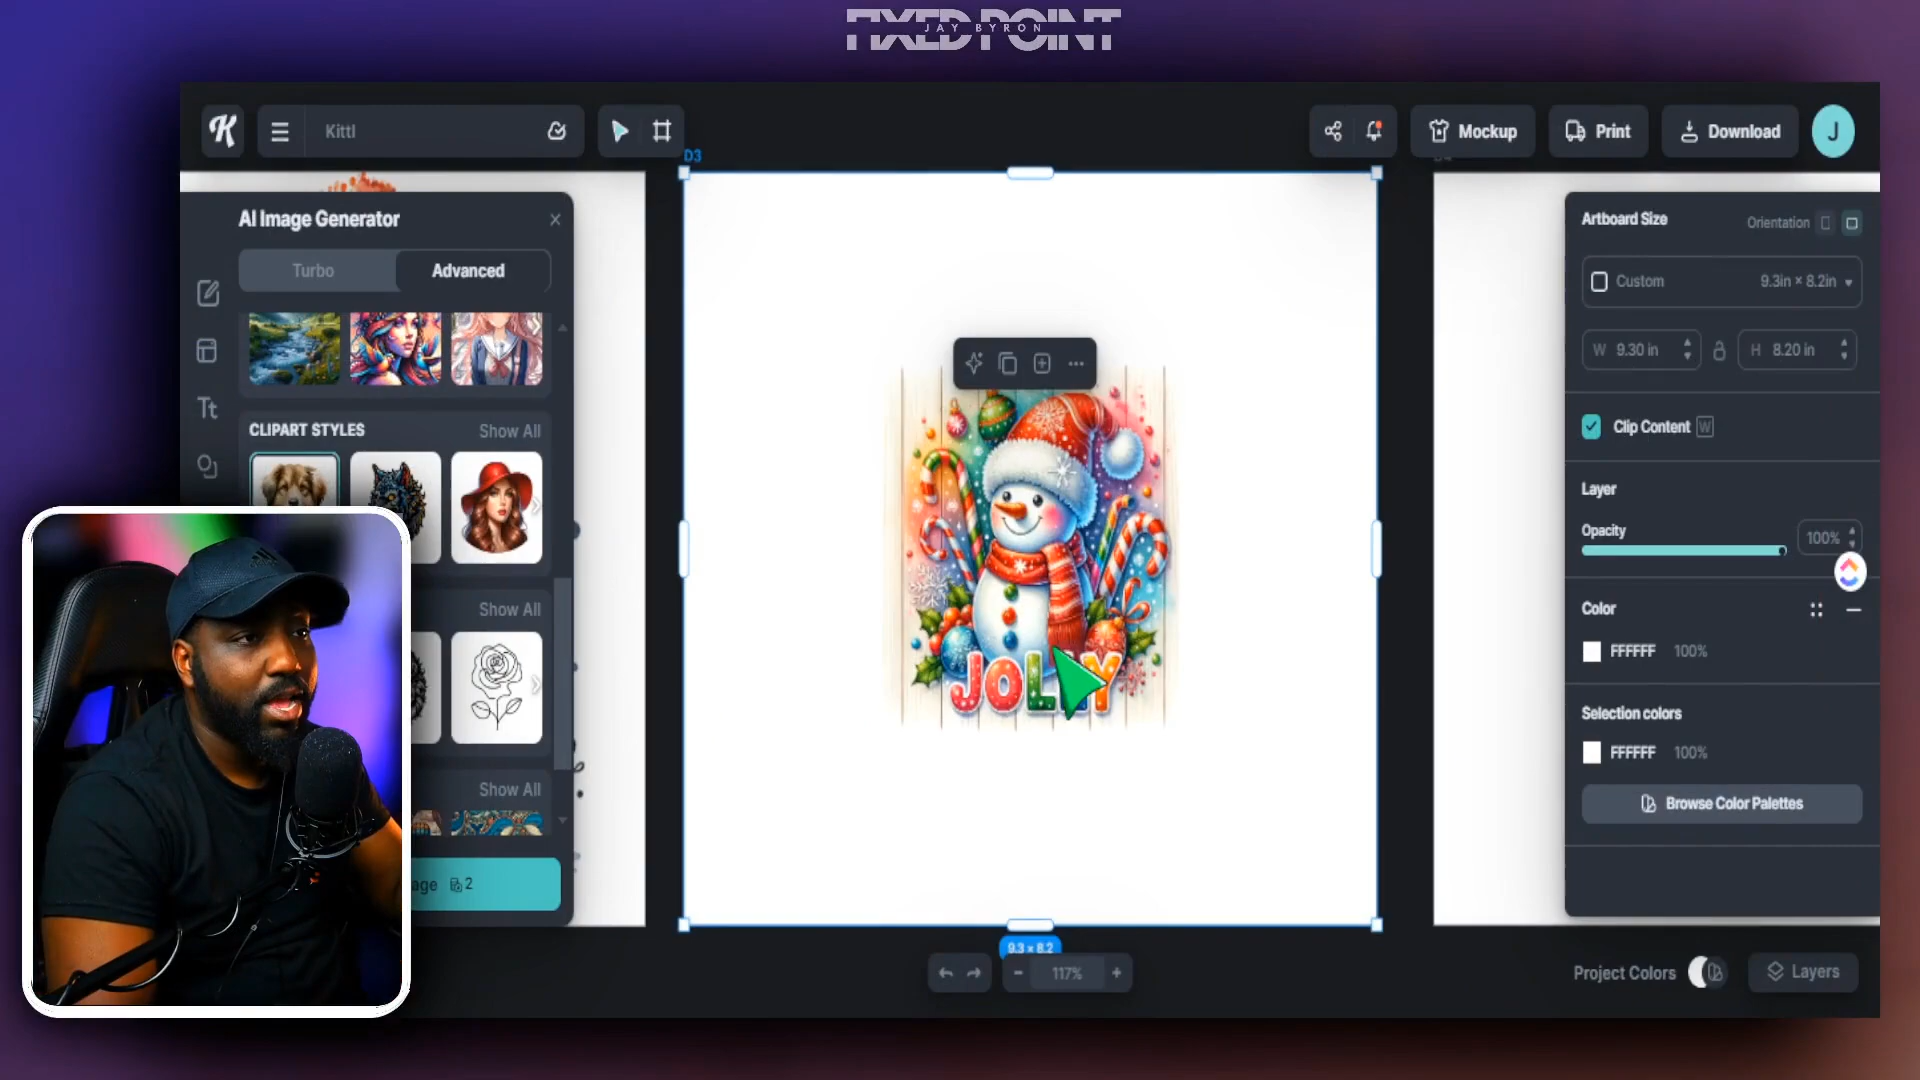 FIXED POINT
JAY BYRON
K
Kittl
Mockup
Print
Download
J
D3
AI Image Generator
Turbo
Advanced
Artboard Size
Orientation
Custom
9.3in × 8.2in
W 9.30 in
H 8.20 in
CLIPART STYLES
Show All
Clip Content W
Layer
Opacity
100%
Tt
Show All
Color
FFFFFF 100%
JOLLY
Selection colors
FFFFFF 100%
Show All
Browse Color Palettes
age 2
9.3 × 8.2
117%
Project Colors
Layers